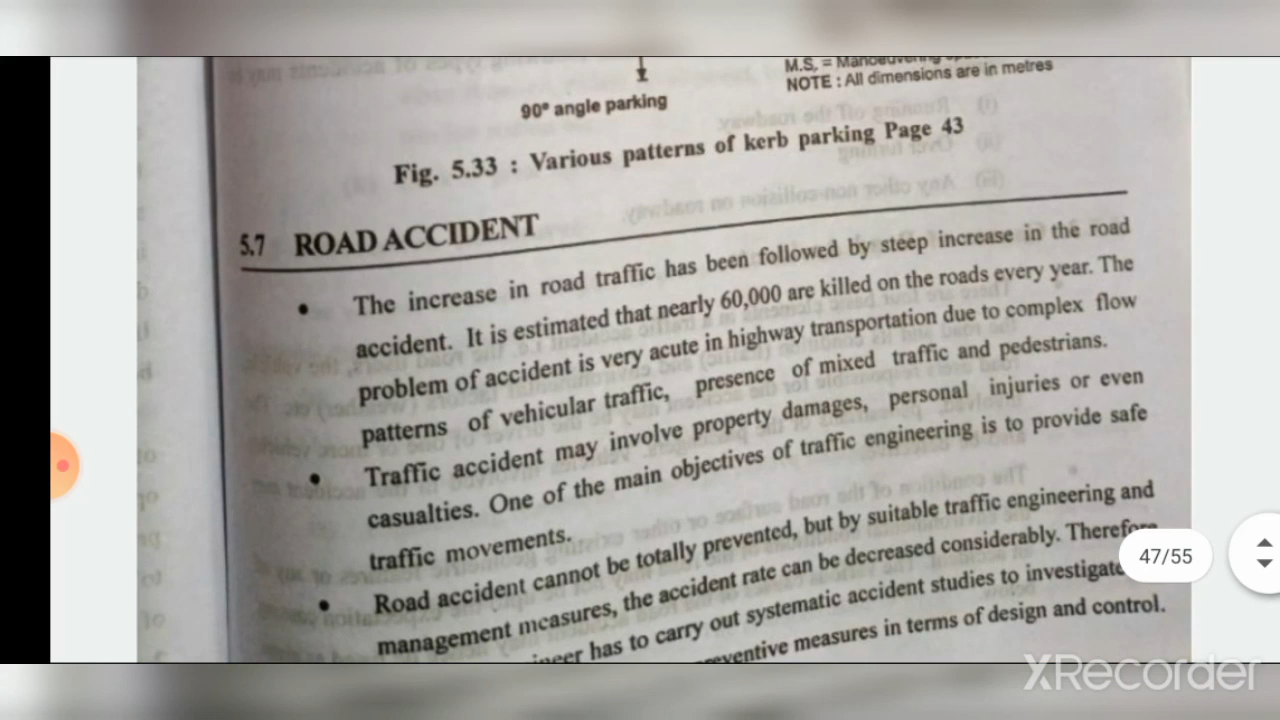 M.S. = Manoeuvering
NOTE : All dimensions are in metres
90° angle parking
Fig. 5.33 : Various patterns of kerb parking Page 43
5.7 ROAD ACCIDENT
• The increase in road traffic has been followed by steep increase in the road
accident. It is estimated that nearly 60,000 are killed on the roads every year. The
problem of accident is very acute in highway transportation due to complex flow
patterns of vehicular traffic, presence of mixed traffic and pedestrians.
• Traffic accident may involve property damages, personal injuries or even
casualties. One of the main objectives of traffic engineering is to provide safe
traffic movements.
• Road accident cannot be totally prevented, but by suitable traffic engineering and
management measures, the accident rate can be decreased considerably. Therefore
has to carry out systematic accident studies to investigate
measures in terms of design and control.
47/55
XRecorder